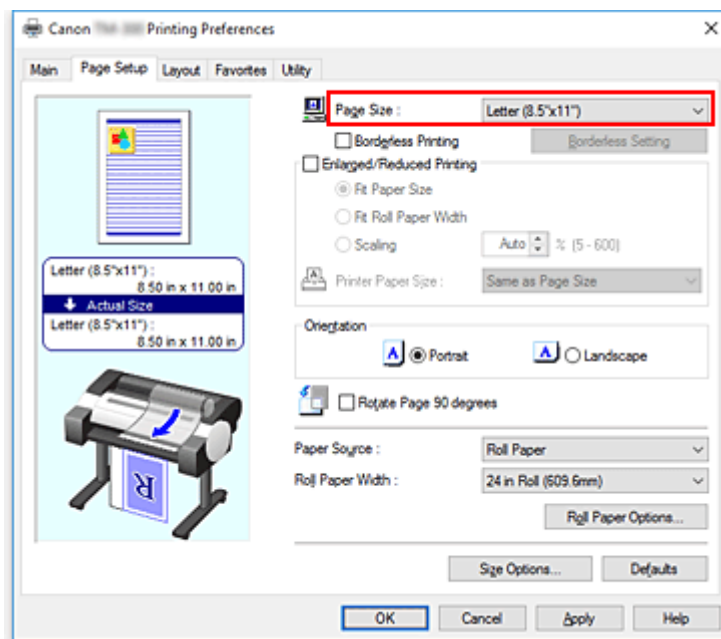 Canon Printing Preferences
Main Page Setup Layout Favorites Utility
Page Size : Letter (8.5"x11")
Borderless Printing Borderless Setting
Enlarged/Reduced Printing
Fit Paper Size
Fit Roll Paper Width
Scaling Auto % (5 - 600)
Printer Paper Size : Same as Page Size
Letter (8.5"x11") :
8.50 in x 11.00 in
Actual Size
Letter (8.5"x11") :
8.50 in x 11.00 in
Orientation
A Portrait A Landscape
Rotate Page 90 degrees
Paper Source : Roll Paper
Roll Paper Width : 24 in Roll (609.6mm)
Roll Paper Options...
R
Size Options... Defaults
OK Cancel Apply Help